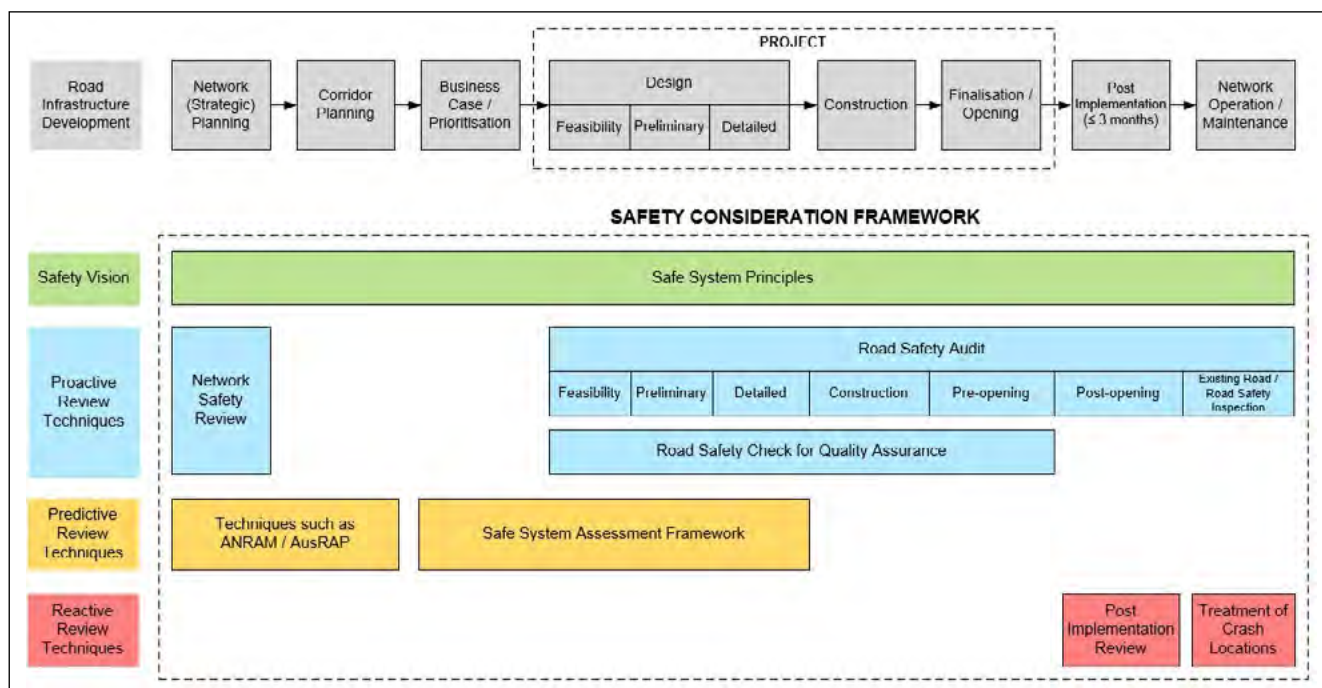 PROJECT
Road
Infrastructure
Development
Network
(Strategic)
Planning
Corridor
Planning
Business
Case /
Prioritisation
Design
Feasibility
Preliminary
Detailed
Construction
Finalisation /
Opening
Post
Implementation
(≤ 3 months)
Network
Operation /
Maintenance
SAFETY CONSIDERATION FRAMEWORK
Safety Vision
Safe System Principles
Proactive
Review
Techniques
Network
Safety
Review
Road Safety Audit
Feasibility
Preliminary
Detailed
Construction
Pre-opening
Post-opening
Existing Road /
Road Safety
Inspection
Road Safety Check for Quality Assurance
Predictive
Review
Techniques
Techniques such as
ANRAM / AusRAP
Safe System Assessment Framework
Reactive
Review
Techniques
Post
Implementation
Review
Treatment of
Crash
Locations